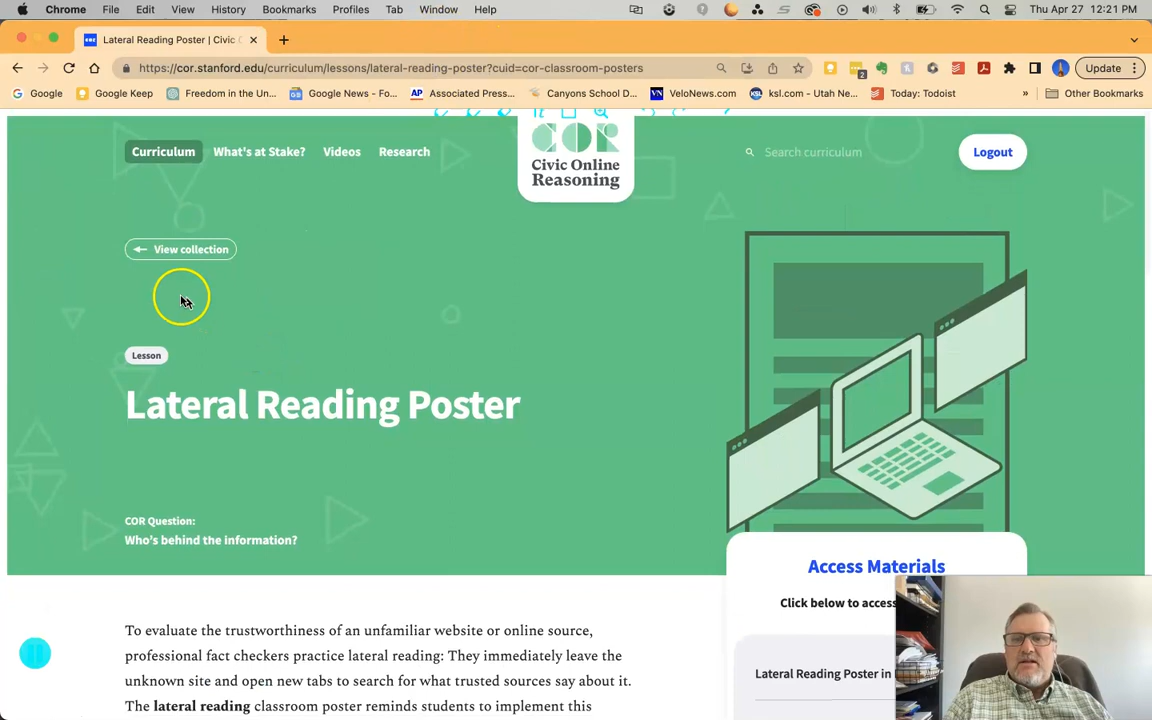 Chrome File Edit View History Bookmarks Profiles Tab Window Help Thu Apr 27 12:21 PM
Lateral Reading Poster | Civic
https://cor.stanford.edu/curriculum/lessons/lateral-reading-poster?cuid=cor-classroom-posters 2 Update
Google Google Keep Freedom in the Un... Google News - Fo... AP Associated Press... Canyons School D... VN VeloNews.com KSL ksl.com - Utah Ne... Today: Todoist » Other Bookmarks
Curriculum What's at Stake? Videos Research
COR
Civic Online
Reasoning
Search curriculum
Logout
View collection
Lesson
Lateral Reading Poster
COR Question:
Who's behind the information?
Access Materials
Click below to access
Lateral Reading Poster in
To evaluate the trustworthiness of an unfamiliar website or online source,
professional fact checkers practice lateral reading: They immediately leave the
unknown site and open new tabs to search for what trusted sources say about it.
The lateral reading classroom poster reminds students to implement this